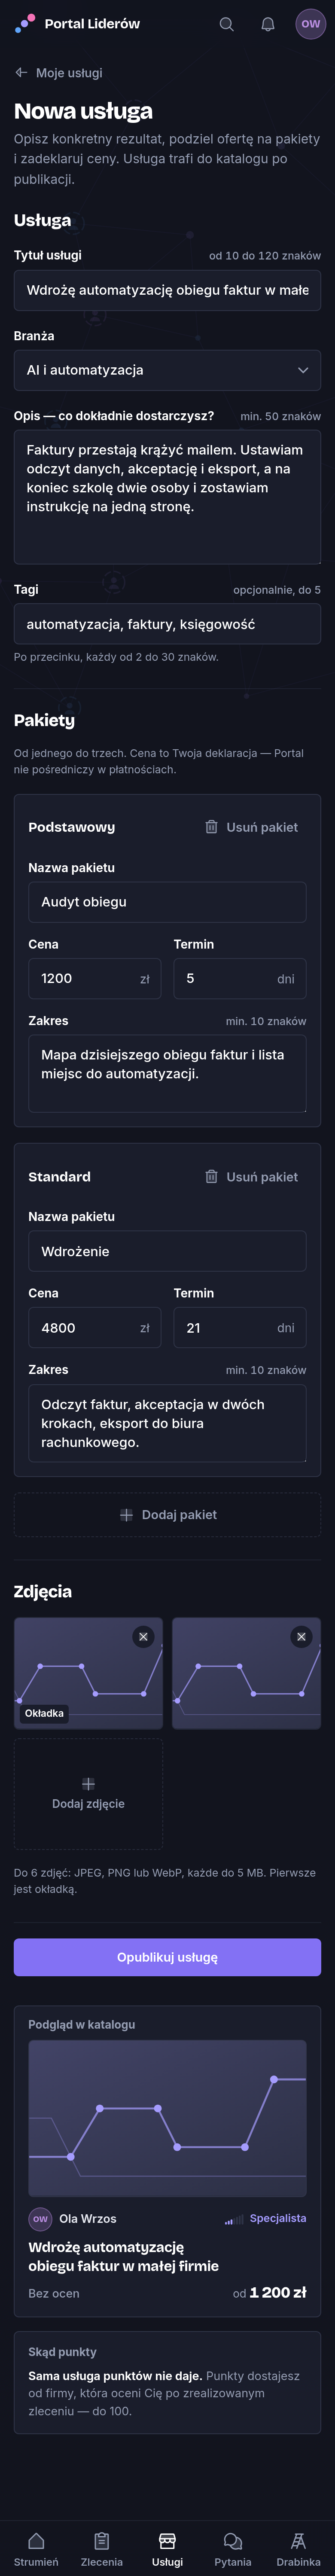 Portal Liderów
OW
Moje usługi
Nowa usługa
Opisz konkretny rezultat, podziel ofertę na pakiety
i zadeklaruj ceny. Usługa trafi do katalogu po
publikacji.
Usługa
Tytuł usługi od 10 do 120 znaków
Wdrożę automatyzację obiegu faktur w małe
Branża
AI i automatyzacja
Opis — co dokładnie dostarczysz? min. 50 znaków
Faktury przestają krążyć mailem. Ustawiam
odczyt danych, akceptację i eksport, a na
koniec szkolę dwie osoby i zostawiam
instrukcję na jedną stronę.
Tagi opcjonalnie, do 5
automatyzacja, faktury, księgowość
Po przecinku, każdy od 2 do 30 znaków.
Pakiety
Od jednego do trzech. Cena to Twoja deklaracja — Portal
nie pośredniczy w płatnościach.
Podstawowy Usuń pakiet
Nazwa pakietu
Audyt obiegu
Cena Termin
1200 zł 5 dni
Zakres min. 10 znaków
Mapa dzisiejszego obiegu faktur i lista
miejsc do automatyzacji.
Standard Usuń pakiet
Nazwa pakietu
Wdrożenie
Cena Termin
4800 zł 21 dni
Zakres min. 10 znaków
Odczyt faktur, akceptacja w dwóch
krokach, eksport do biura
rachunkowego.
Dodaj pakiet
Zdjęcia
Okładka
Dodaj zdjęcie
Do 6 zdjęć: JPEG, PNG lub WebP, każde do 5 MB. Pierwsze
jest okładką.
Opublikuj usługę
Podgląd w katalogu
OW Ola Wrzos Specjalista
Wdrożę automatyzację
obiegu faktur w małej firmie
Bez ocen od 1 200 zł
Skąd punkty
Sama usługa punktów nie daje. Punkty dostajesz
od firmy, która oceni Cię po zrealizowanym
zleceniu — do 100.
Strumień Zlecenia Usługi Pytania Drabinka